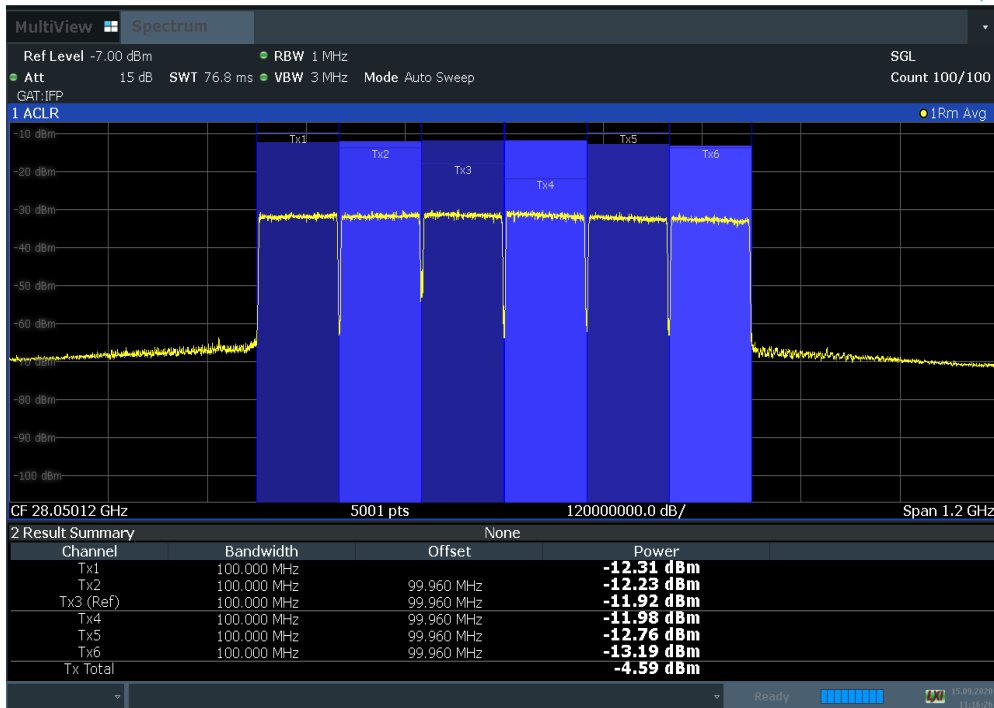 MultiView Spectrum
Ref Level -7.00 dBm RBW 1 MHz SGL
Att 15 dB SWT 76.8 ms VBW 3 MHz Mode Auto Sweep Count 100/100
GAT:IFP
1 ACLR 1Rm Avg
-10 dBm
Tx1 Tx5
Tx2 Tx6
-20 dBm Tx3
Tx4
-30 dBm
-40 dBm
-50 dBm
-60 dBm
-70 dBm
-80 dBm
-90 dBm
-100 dBm
CF 28.05012 GHz 5001 pts 120000000.0 dB/ Span 1.2 GHz
2 Result Summary None
Channel Bandwidth Offset Power
Tx1 100.000 MHz -12.31 dBm
Tx2 100.000 MHz 99.960 MHz -12.23 dBm
Tx3 (Ref) 100.000 MHz 99.960 MHz -11.92 dBm
Tx4 100.000 MHz 99.960 MHz -11.98 dBm
Tx5 100.000 MHz 99.960 MHz -12.76 dBm
Tx6 100.000 MHz 99.960 MHz -13.19 dBm
Tx Total -4.59 dBm
Ready LXI 15.09.2020
11:16:26